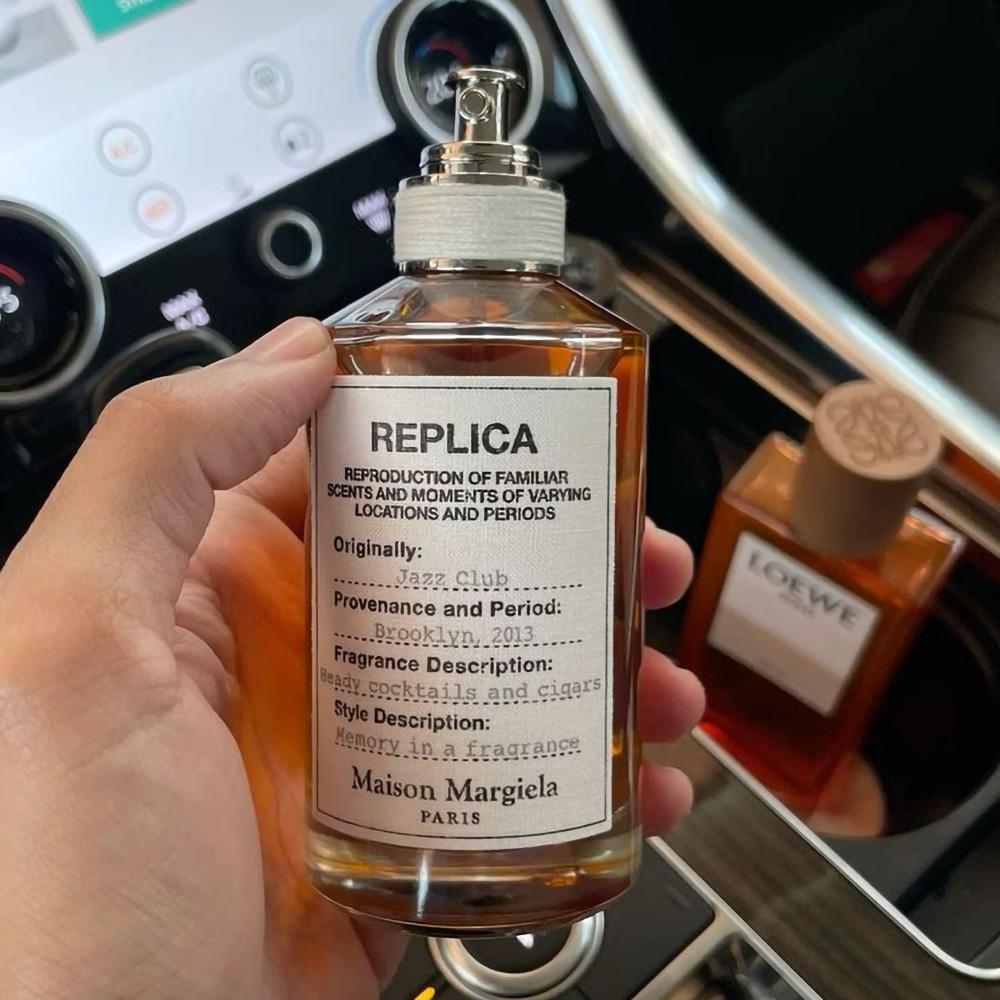 REPLICA
REPRODUCTION OF FAMILIAR
SCENTS AND MOMENTS OF VARYING
LOCATIONS AND PERIODS
Originally:
Jazz Club
Provenance and Period:
Brooklyn, 2013
Fragrance Description:
Heady cocktails and cigars
Style Description:
Memory in a fragrance
Maison Margiela
PARIS
LOEWE